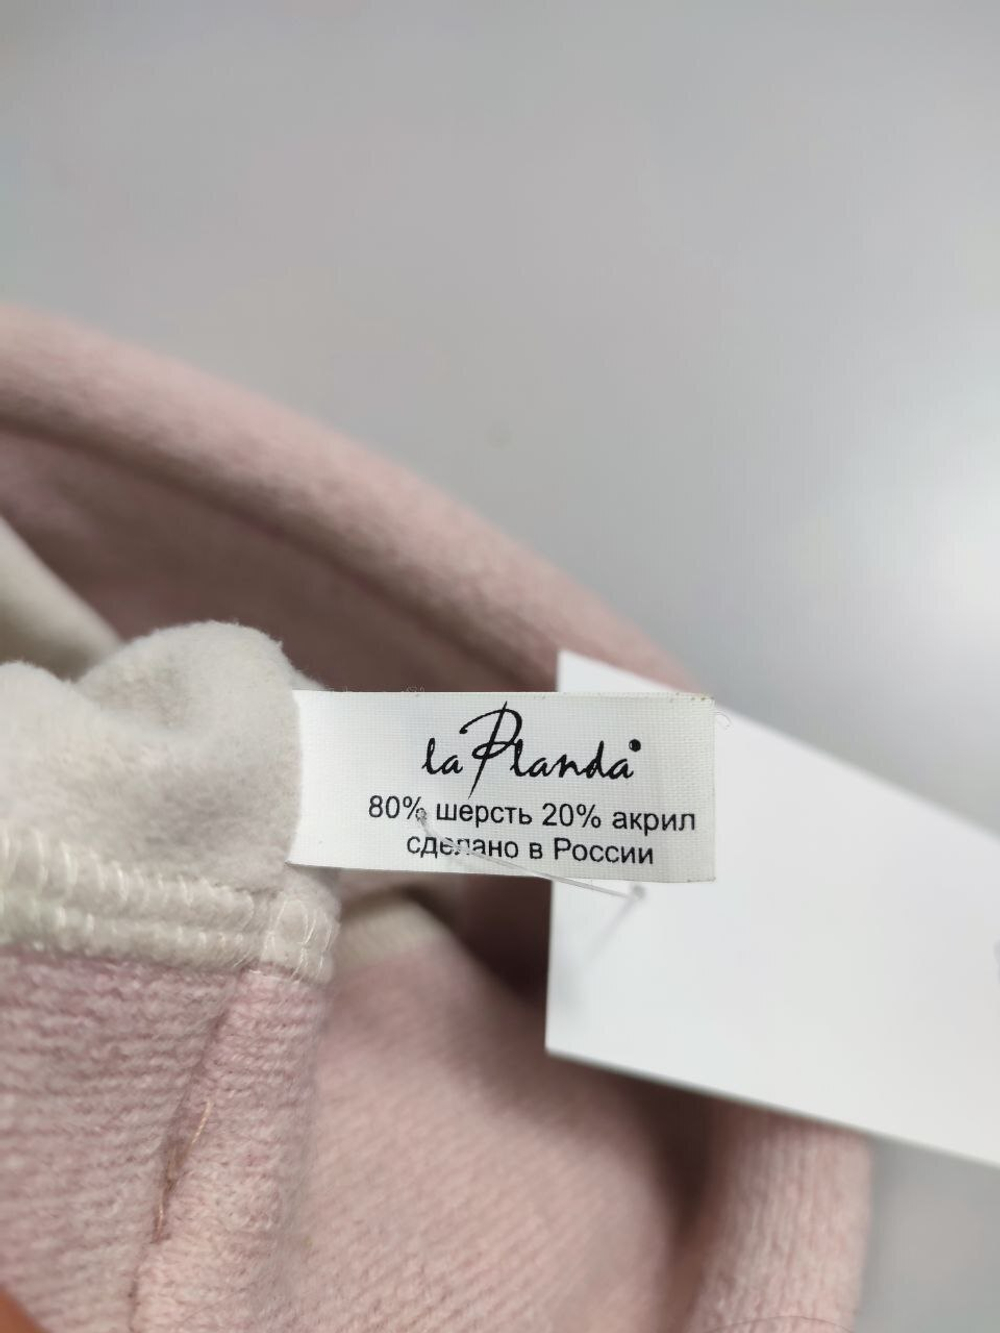 la Planda
80% шерсть 20% акрил
сделано в России